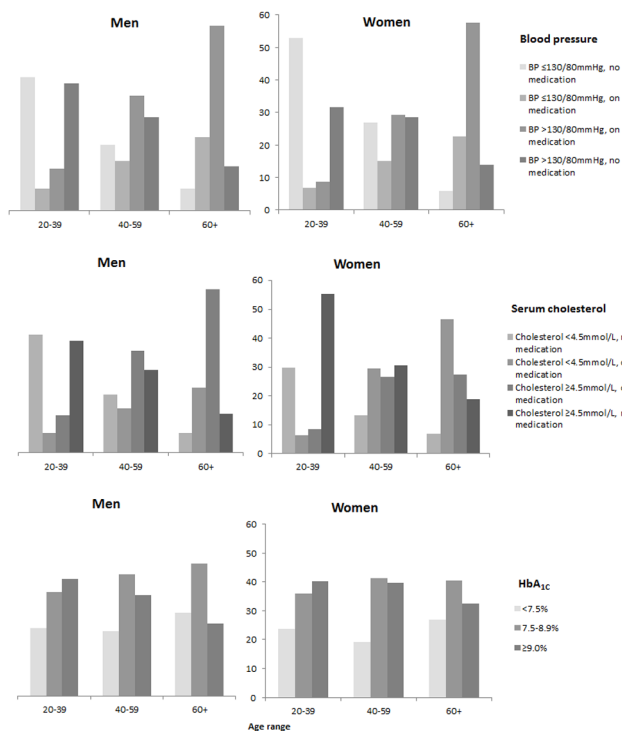 Men
Women
Blood pressure
BP ≤130/80mmHg, no
medication
BP ≤130/80mmHg, on
medication
BP >130/80mmHg, on
medication
BP >130/80mmHg, no
medication
60
50
40
30
20
10
0
20-39
40-59
60+
20-39
40-59
60+
Men
Women
Serum cholesterol
Cholesterol <4.5mmol/L,
medication
Cholesterol <4.5mmol/L,
medication
Cholesterol ≥4.5mmol/L,
medication
Cholesterol ≥4.5mmol/L,
medication
60
50
40
30
20
10
0
20-39
40-59
60+
20-39
40-59
60+
Men
Women
HbA1C
<7.5%
7.5-8.9%
≥9.0%
60
50
40
30
20
10
0
20-39
40-59
60+
20-39
40-59
60+
Age range